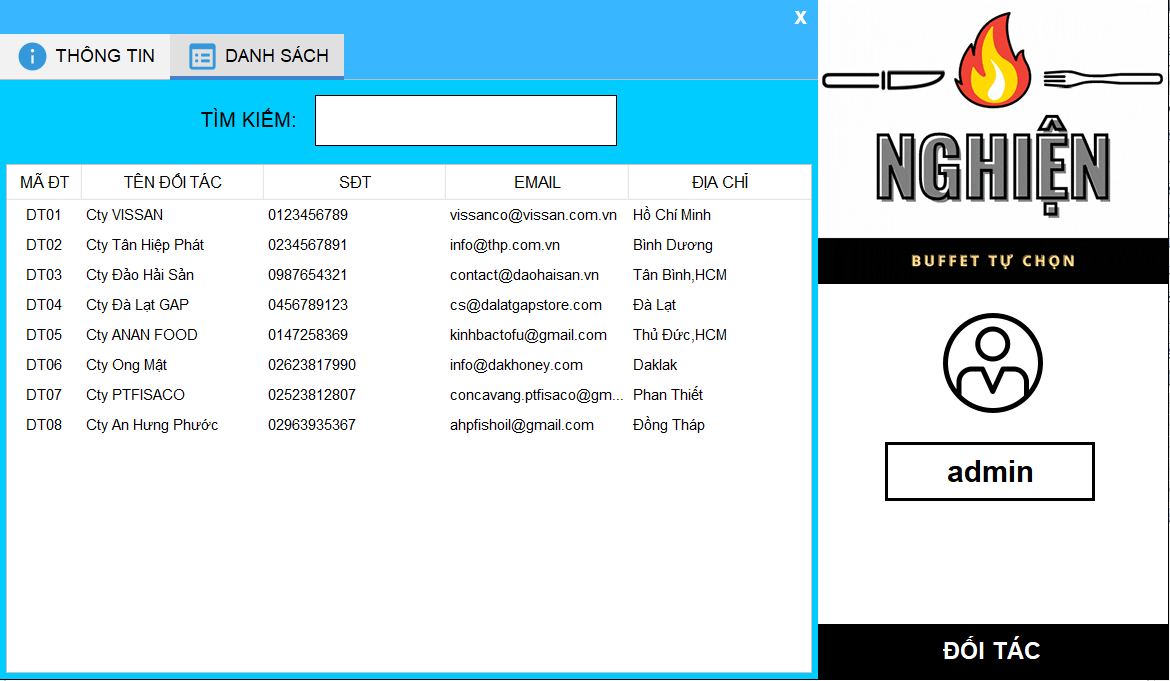 X
THÔNG TIN DANH SÁCH
TÌM KIẾM:
MÃ ĐT TÊN ĐỐI TÁC SĐT EMAIL ĐỊA CHỈ
DT01 Cty VISSAN 0123456789 vissanco@vissan.com.vn Hồ Chí Minh
DT02 Cty Tân Hiệp Phát 0234567891 info@thp.com.vn Bình Dương
DT03 Cty Đảo Hải Sản 0987654321 contact@daohaisan.vn Tân Bình,HCM
DT04 Cty Đà Lạt GAP 0456789123 cs@dalatgapstore.com Đà Lạt
DT05 Cty ANAN FOOD 0147258369 kinhbactofu@gmail.com Thủ Đức,HCM
DT06 Cty Ong Mật 02623817990 info@dakhoney.com Daklak
DT07 Cty PTFISACO 02523812807 concavang.ptfisaco@gm... Phan Thiết
DT08 Cty An Hưng Phước 02963935367 ahpfishoil@gmail.com Đồng Tháp
NGHIỆN
BUFFET TỰ CHỌN
admin
ĐỐI TÁC